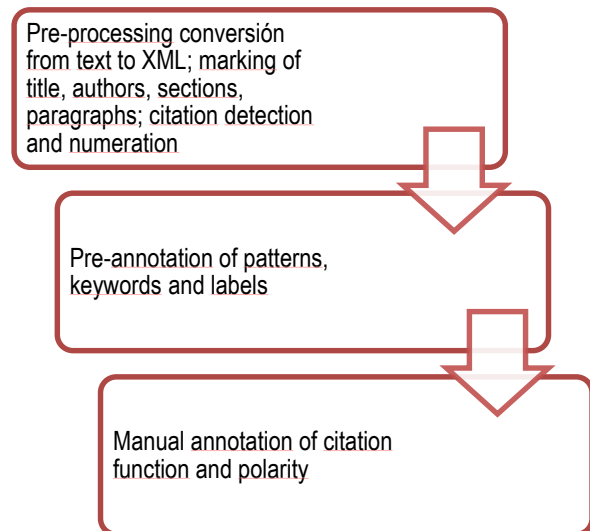 Pre-processing conversión
from text to XML; marking of
title, authors, sections,
paragraphs; citation detection
and numeration
Pre-annotation of patterns,
keywords and labels
Manual annotation of citation
function and polarity